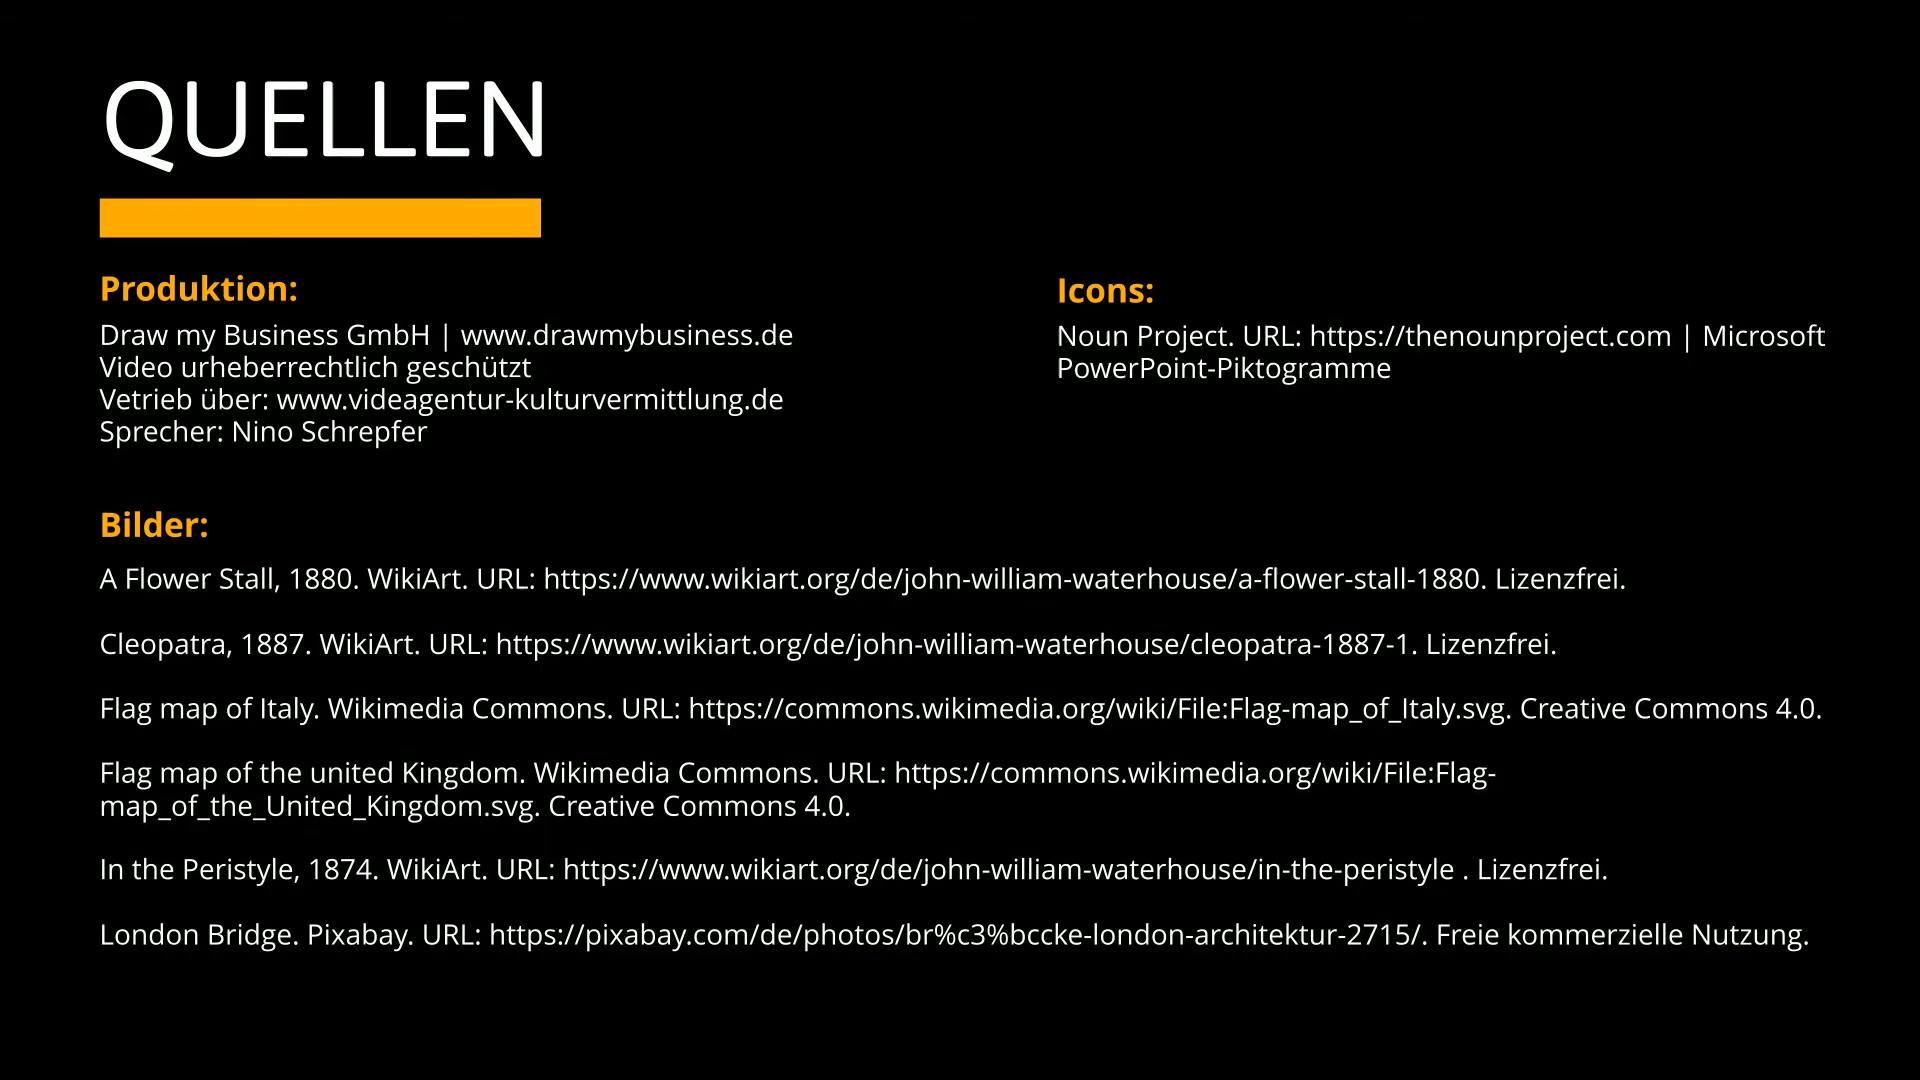 QUELLEN
Produktion:
Draw my Business GmbH | www.drawmybusiness.de
Video urheberrechtlich geschützt
Vetrieb über: www.videagentur-kulturvermittlung.de
Sprecher: Nino Schrepfer
Icons:
Noun Project. URL: https://thenounproject.com | Microsoft
PowerPoint-Piktogramme
Bilder:
A Flower Stall, 1880. WikiArt. URL: https://www.wikiart.org/de/john-william-waterhouse/a-flower-stall-1880. Lizenzfrei.
Cleopatra, 1887. WikiArt. URL: https://www.wikiart.org/de/john-william-waterhouse/cleopatra-1887-1. Lizenzfrei.
Flag map of Italy. Wikimedia Commons. URL: https://commons.wikimedia.org/wiki/File:Flag-map_of_Italy.svg. Creative Commons 4.0.
Flag map of the united Kingdom. Wikimedia Commons. URL: https://commons.wikimedia.org/wiki/File:Flag-
map_of_the_United_Kingdom.svg. Creative Commons 4.0.
In the Peristyle, 1874. WikiArt. URL: https://www.wikiart.org/de/john-william-waterhouse/in-the-peristyle . Lizenzfrei.
London Bridge. Pixabay. URL: https://pixabay.com/de/photos/br%c3%bccke-london-architektur-2715/. Freie kommerzielle Nutzung.